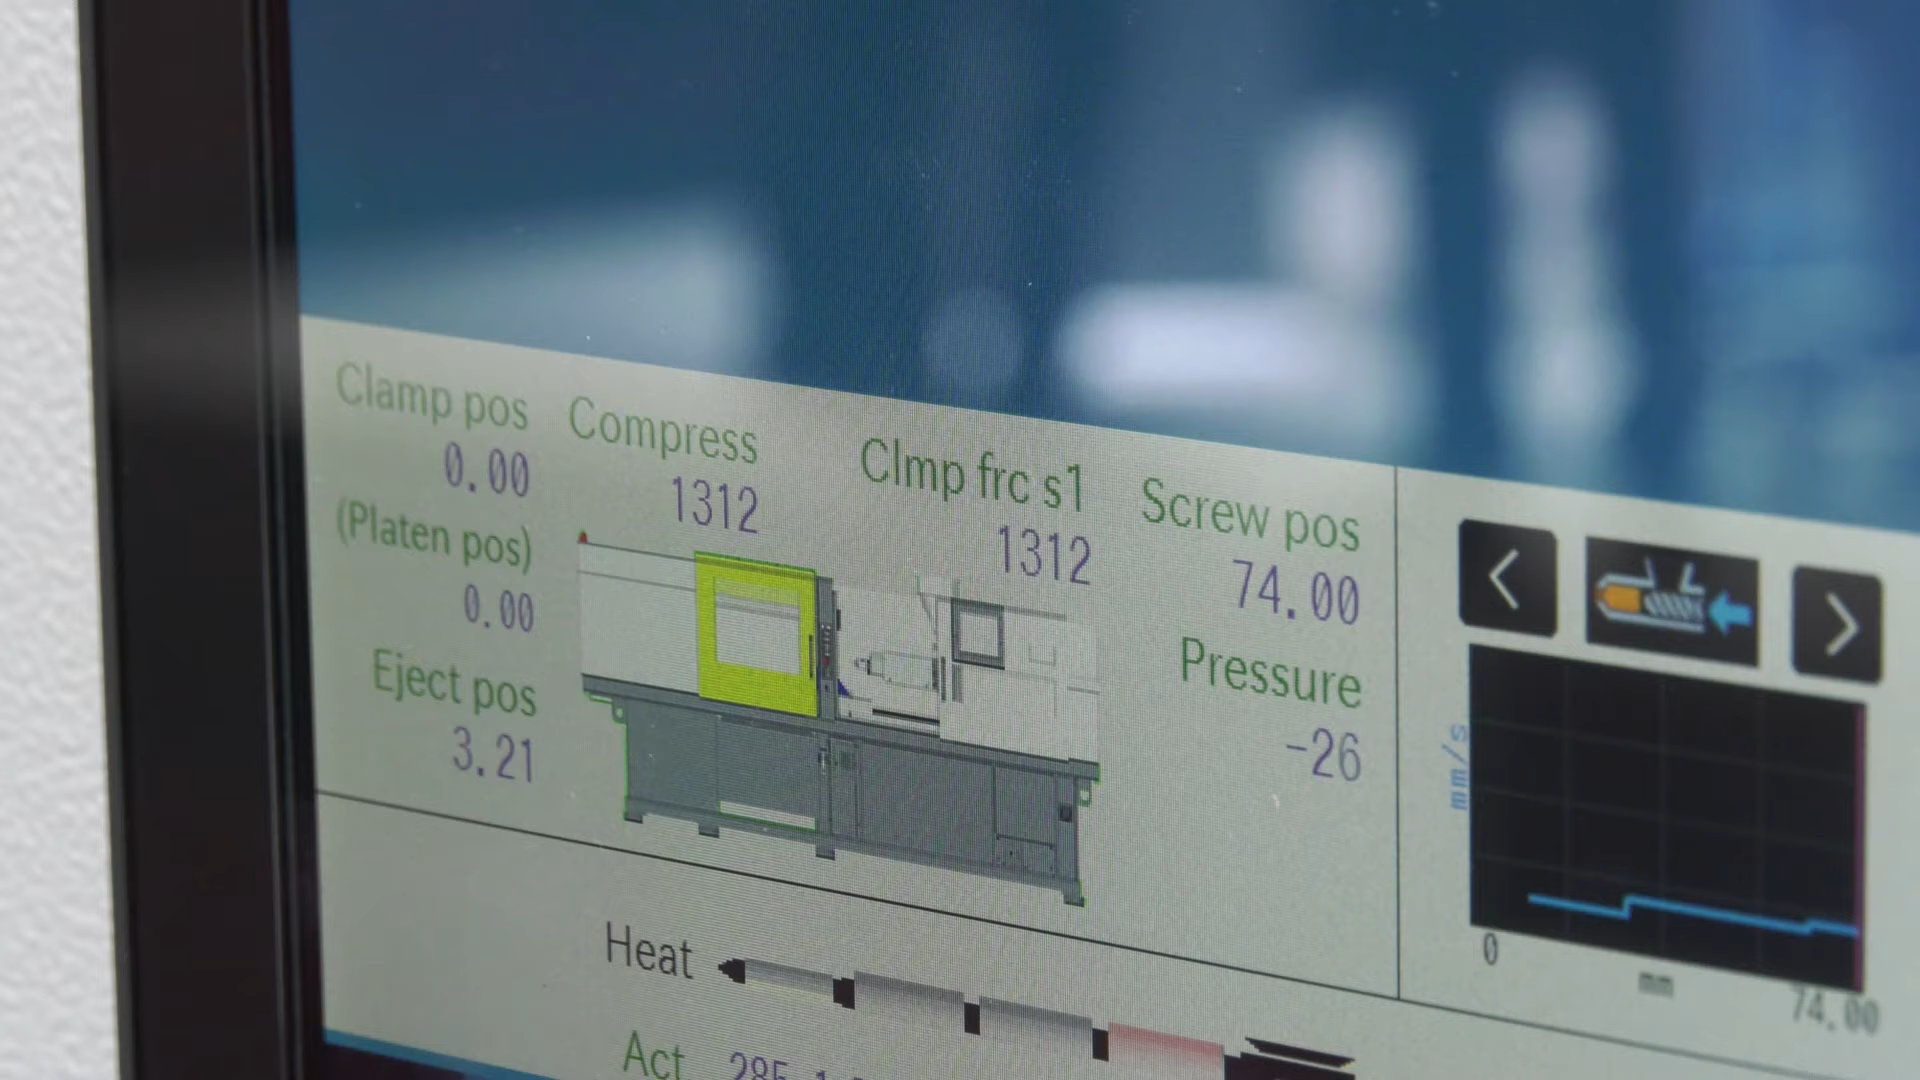 Clamp pos
0.00
(Platen pos)
0.00
Eject pos
3.21
Compress
1312
Clmp frc s1
1312
Screw pos
74.00
Pressure
-26
mm/s
0
mm
74.00
Heat
Act